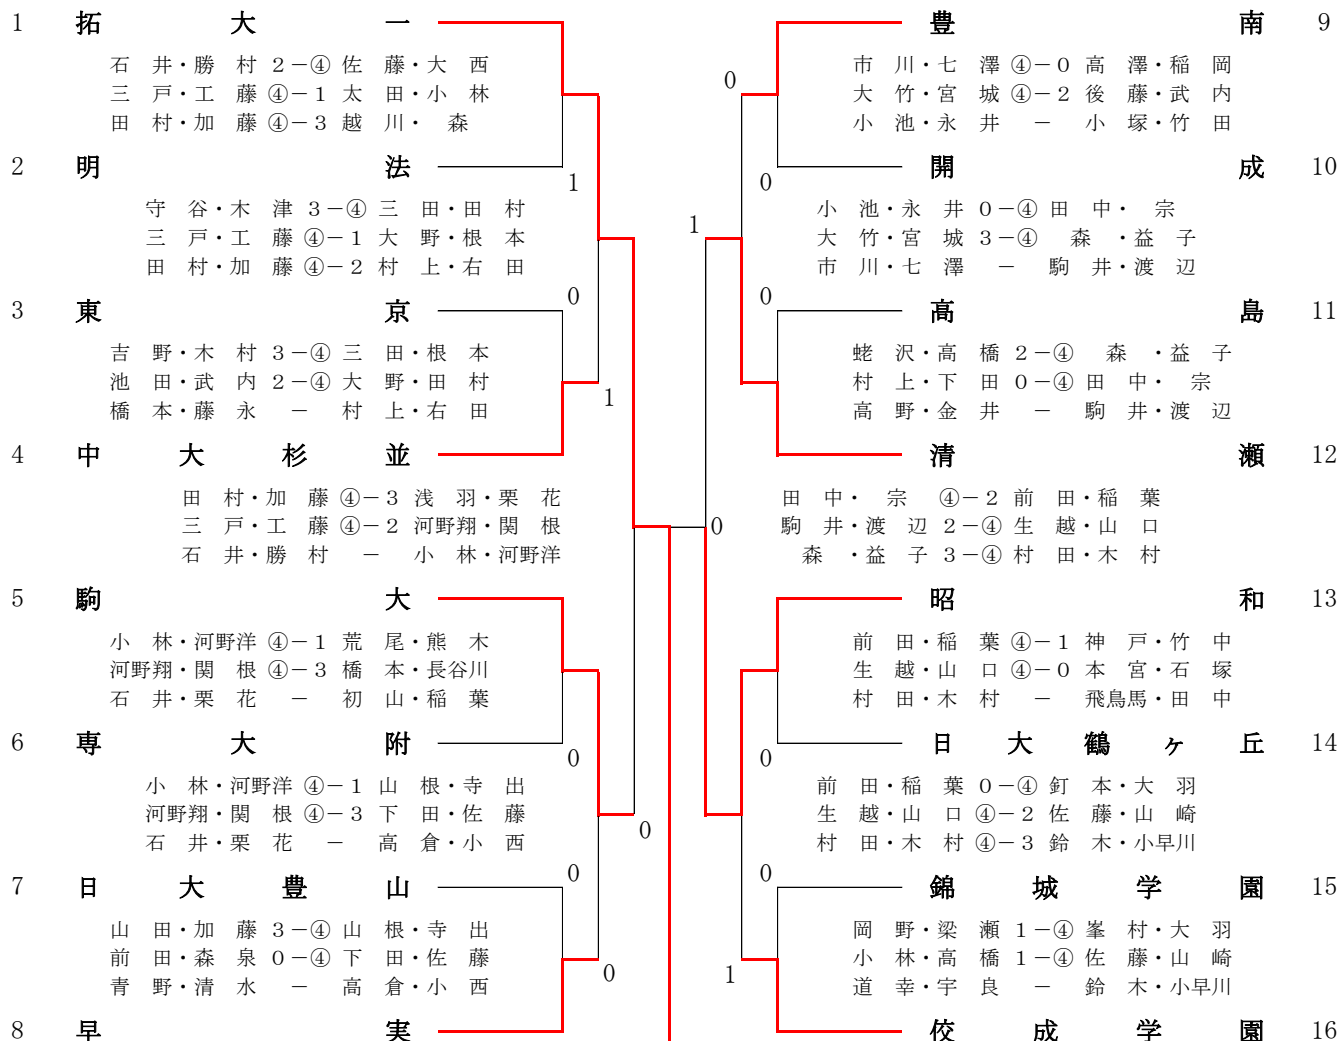 1 拓大一
石井・勝村 2－④ 佐藤・大西
三戸・工藤 ④－1 太田・小林
田村・加藤 ④－3 越川・森
2 明法
1
守谷・木津 3－④ 三田・田村
三戸・工藤 ④－1 大野・根本
田村・加藤 ④－2 村上・右田
0
3 東京
吉野・木村 3－④ 三田・根本
池田・武内 2－④ 大野・田村
橋本・藤永 － 村上・右田
1
4 中大杉並
田村・加藤 ④－3 浅羽・栗花
三戸・工藤 ④－2 河野翔・関根
石井・勝村 － 小林・河野洋
5 駒大
小林・河野洋 ④－1 荒尾・熊木
河野翔・関根 ④－3 橋本・長谷川
石井・栗花 － 初山・稲葉
6 専大附
0
小林・河野洋 ④－1 山根・寺出
河野翔・関根 ④－3 下田・佐藤
石井・栗花 － 高倉・小西
0
0
7 日大豊山
山田・加藤 3－④ 山根・寺出
前田・森泉 0－④ 下田・佐藤
青野・清水 － 高倉・小西
0
8 早実
豊南 9
0
市川・七澤 ④－0 高澤・稲岡
大竹・宮城 ④－2 後藤・武内
小池・永井 － 小塚・竹田
開成 10
0
小池・永井 0－④ 田中・宗
大竹・宮城 3－④ 森・益子
市川・七澤 － 駒井・渡辺
1
0
高島 11
蛯沢・高橋 2－④ 森・益子
村上・下田 0－④ 田中・宗
高野・金井 － 駒井・渡辺
清瀬 12
田中・宗 ④－2 前田・稲葉
駒井・渡辺 2－④ 生越・山口
森・益子 3－④ 村田・木村
0
昭和 13
前田・稲葉 ④－1 神戸・竹中
生越・山口 ④－0 本宮・石塚
村田・木村 － 飛鳥馬・田中
日大鶴ヶ丘 14
0
前田・稲葉 0－④ 釘本・大羽
生越・山口 ④－2 佐藤・山崎
村田・木村 ④－3 鈴木・小早川
0
錦城学園 15
岡野・梁瀬 1－④ 峯村・大羽
小林・高橋 1－④ 佐藤・山崎
道幸・宇良 － 鈴木・小早川
1
佼成学園 16